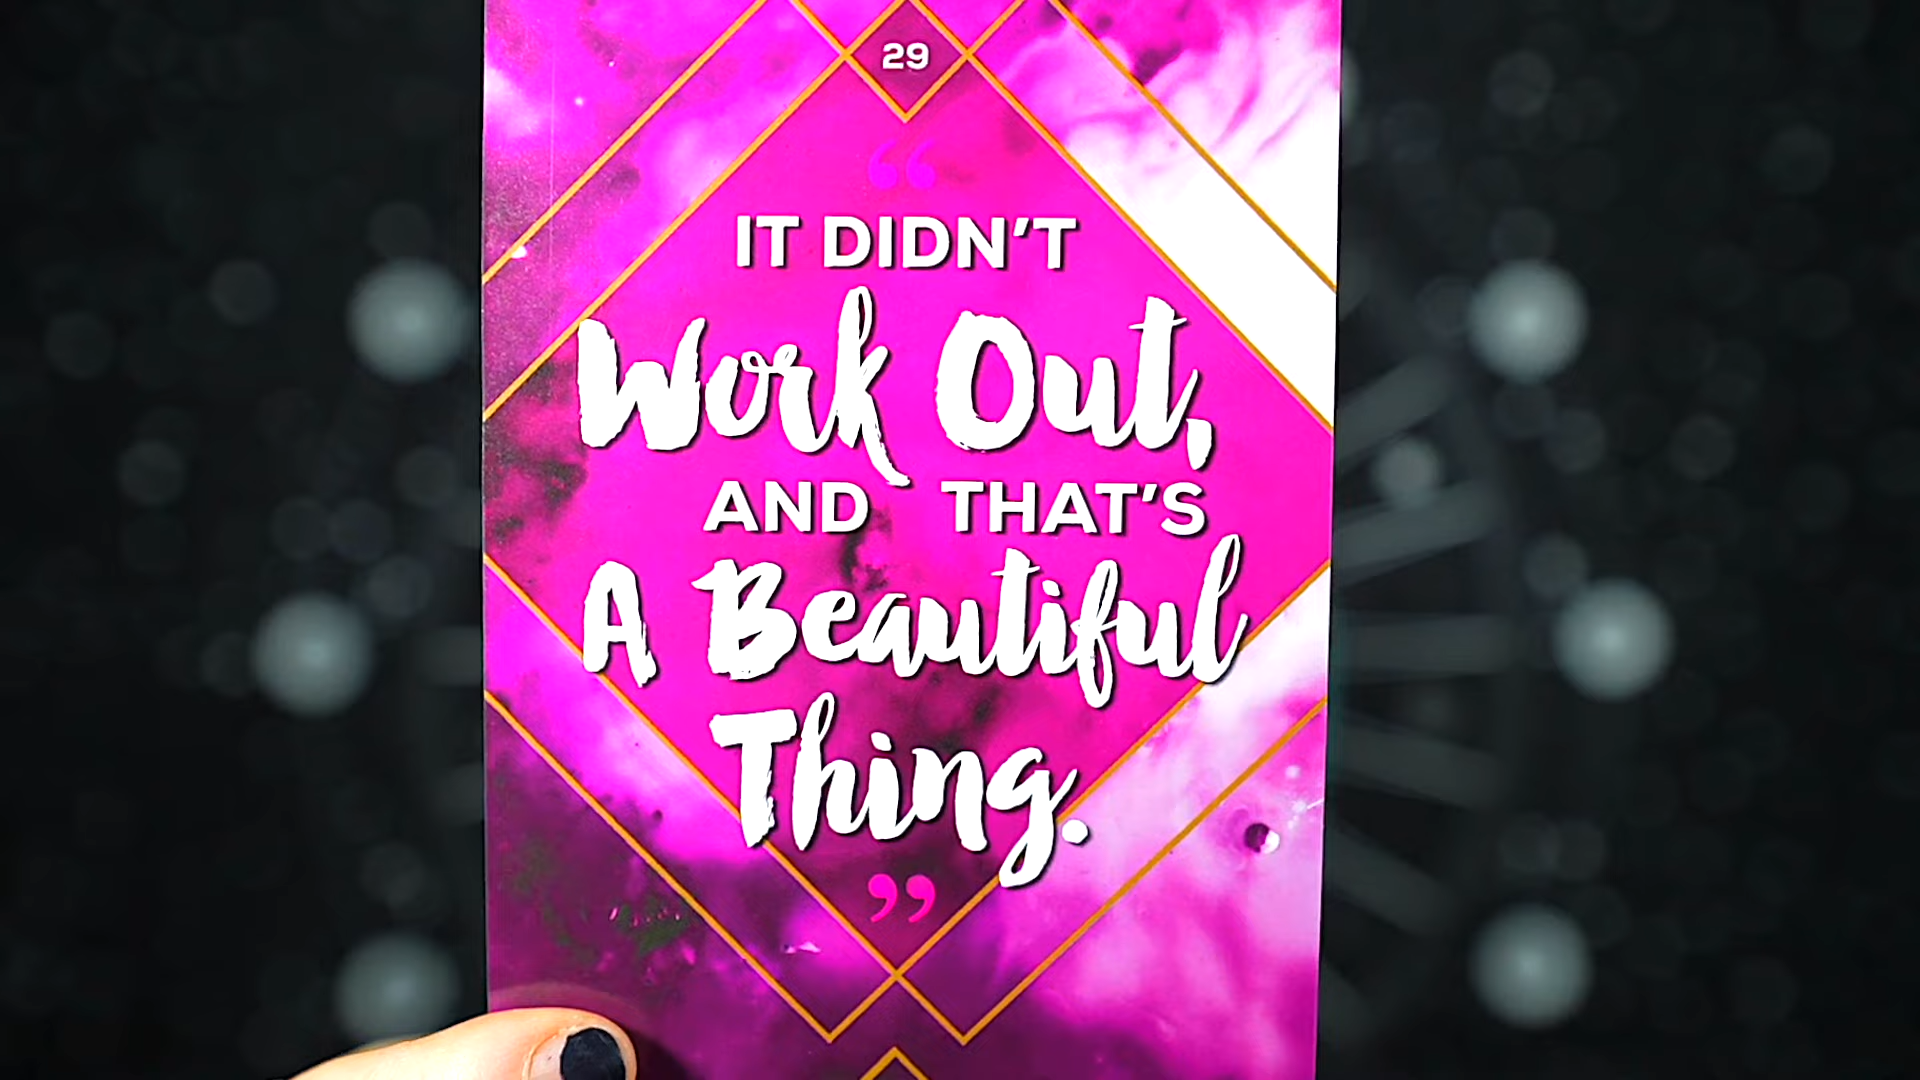 29
“
IT DIDN’T
Work Out,
AND THAT’S
A Beautiful
Thing.
”